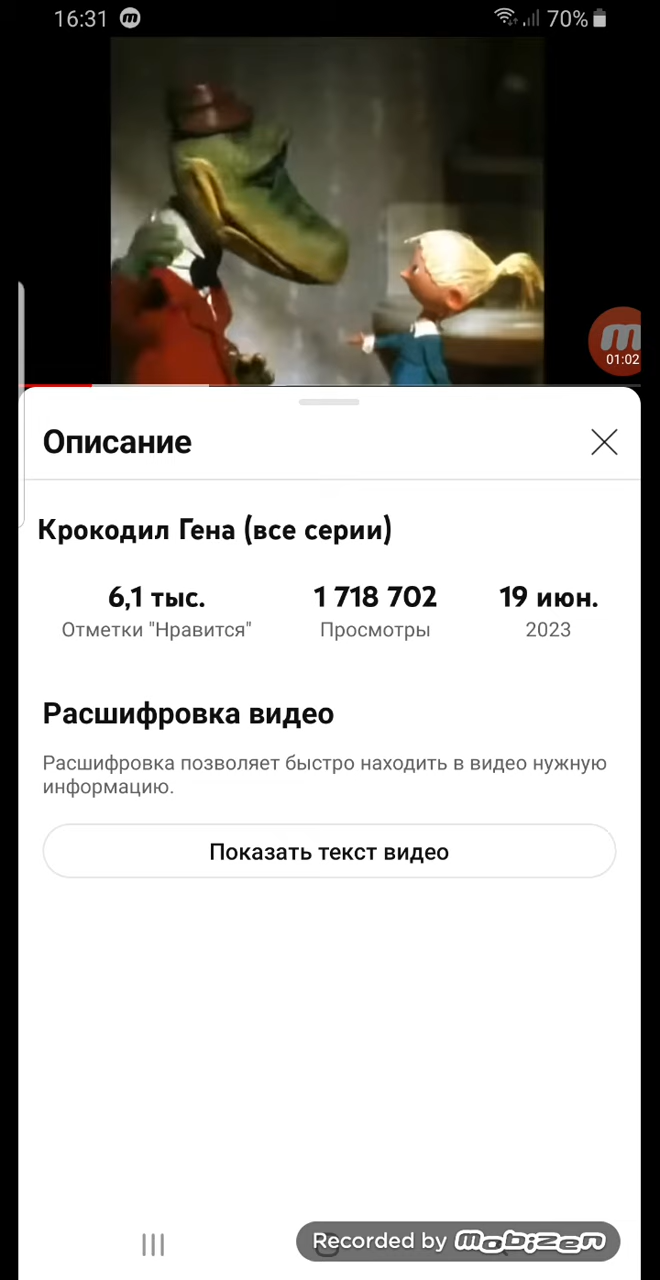 16:31 m 70%
m
01:02
Описание
Крокодил Гена (все серии)
6,1 тыс. 1 718 702 19 июн.
Отметки "Нравится" Просмотры 2023
Расшифровка видео
Расшифровка позволяет быстро находить в видео нужную
информацию.
Показать текст видео
Recorded by mobizen